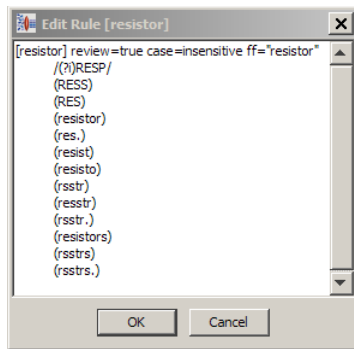 Edit Rule [resistor]
[resistor] review=true case=insensitive ff="resistor"
/(?i)RESP/
(RESS)
(RES)
(resistor)
(res.)
(resist)
(resisto)
(rsstr)
(resstr)
(rsstr.)
(resistors)
(rsstrs)
(rsstrs.)
OK Cancel